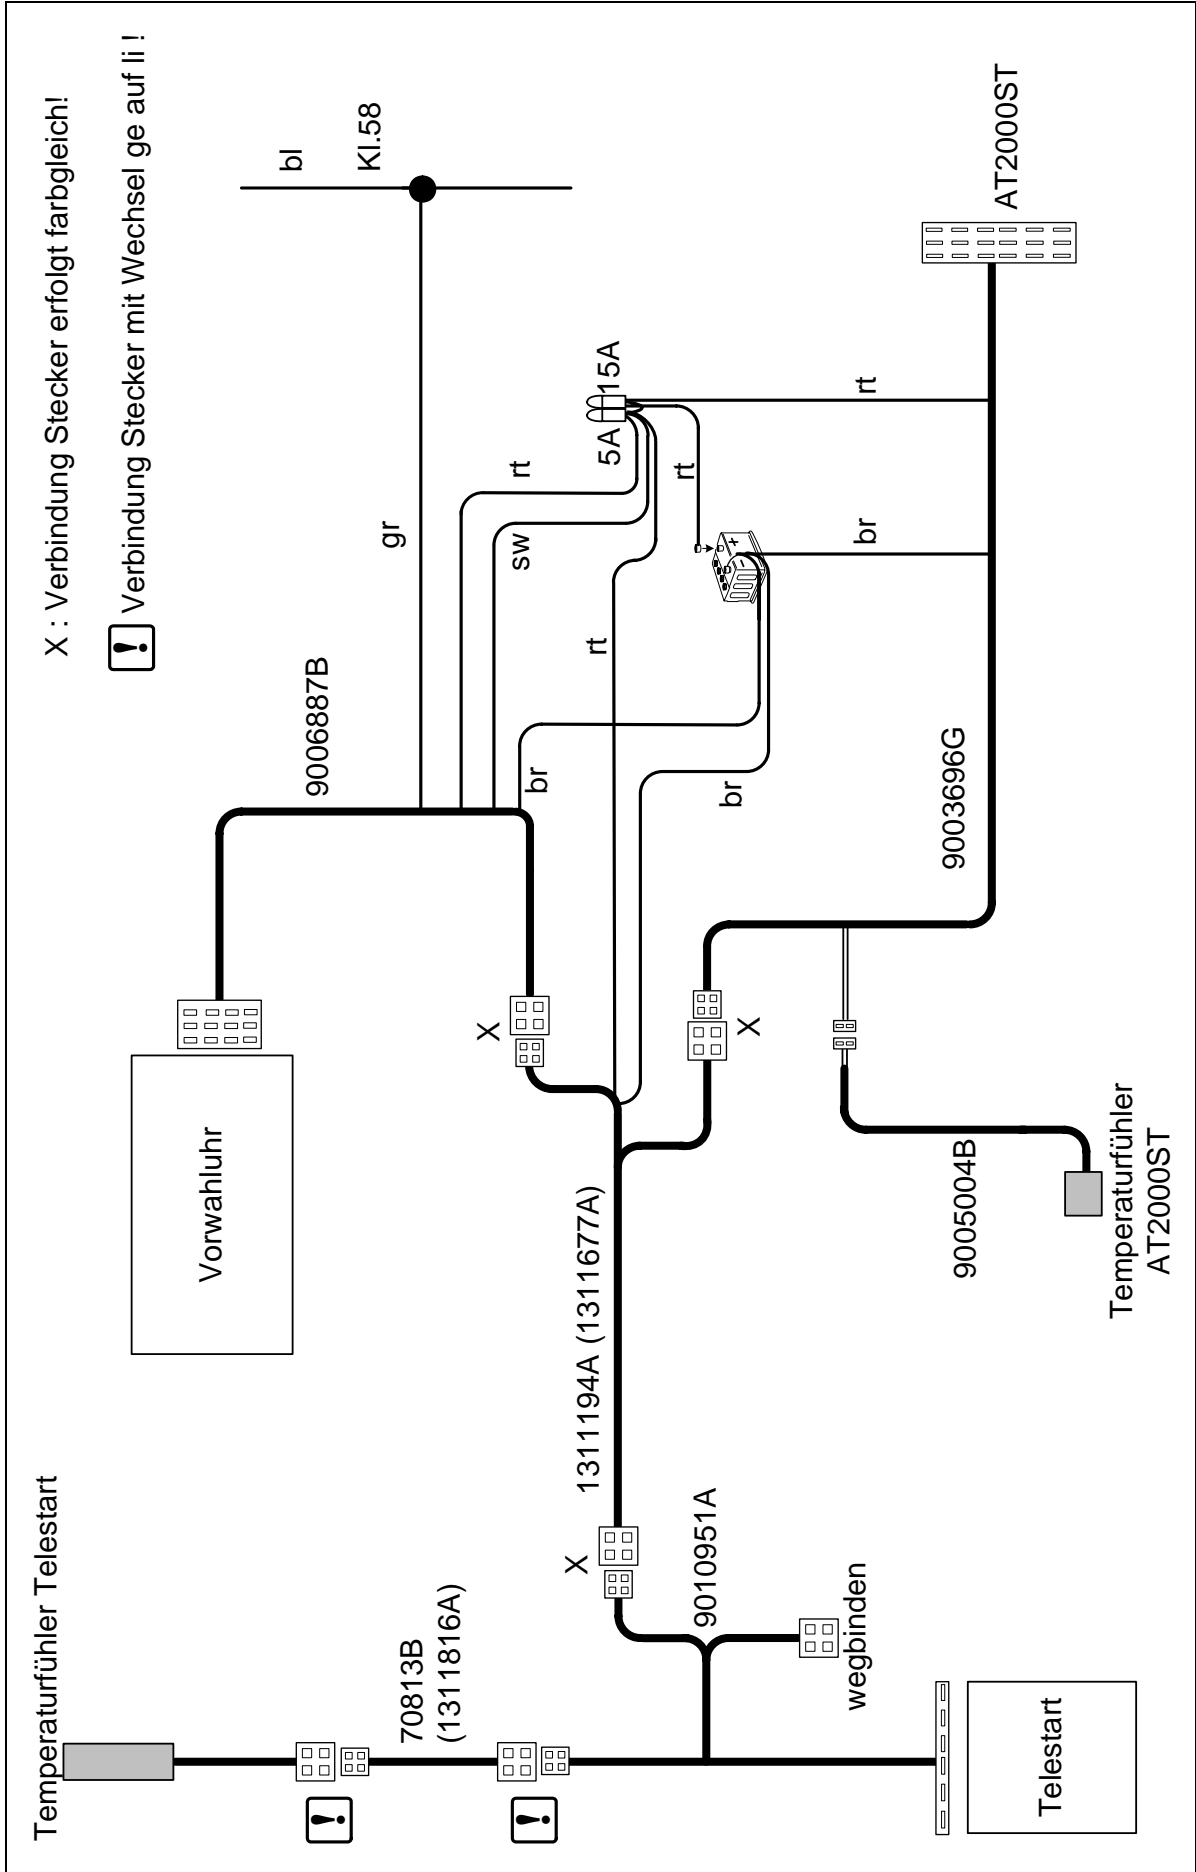 X : Verbindung Stecker erfolgt farbgleich!
Verbindung Stecker mit Wechsel ge auf li !
Temperaturfühler Telestart
Vorwahluhr
9006887B
bl
Kl.58
gr
70813B
(1311816A)
X
br
sw
rt
1311194A (1311677A)
X
rt
5A
15A
9010951A
X
br
rt
wegbinden
br
rt
Telestart
9005004B
9003696G
AT2000ST
Temperaturfühler
AT2000ST